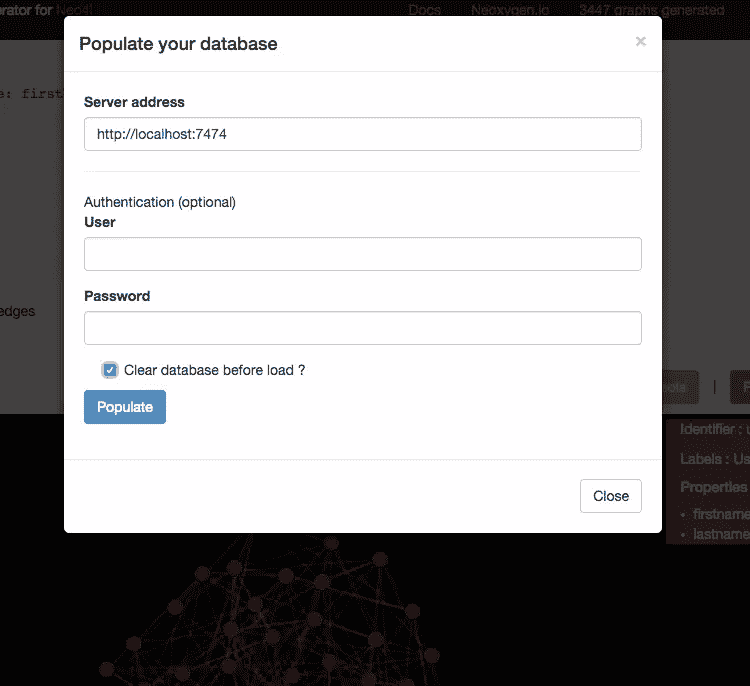 rator for Neo4j Docs Neoxygen.io 3447 graphs generated
Populate your database ×
Server address
e: first
http://localhost:7474
Authentication (optional)
User
Password
edges
Clear database before load ?
Populate
Identifier :
Labels : Us
Properties
Close
• firstname
• lastname